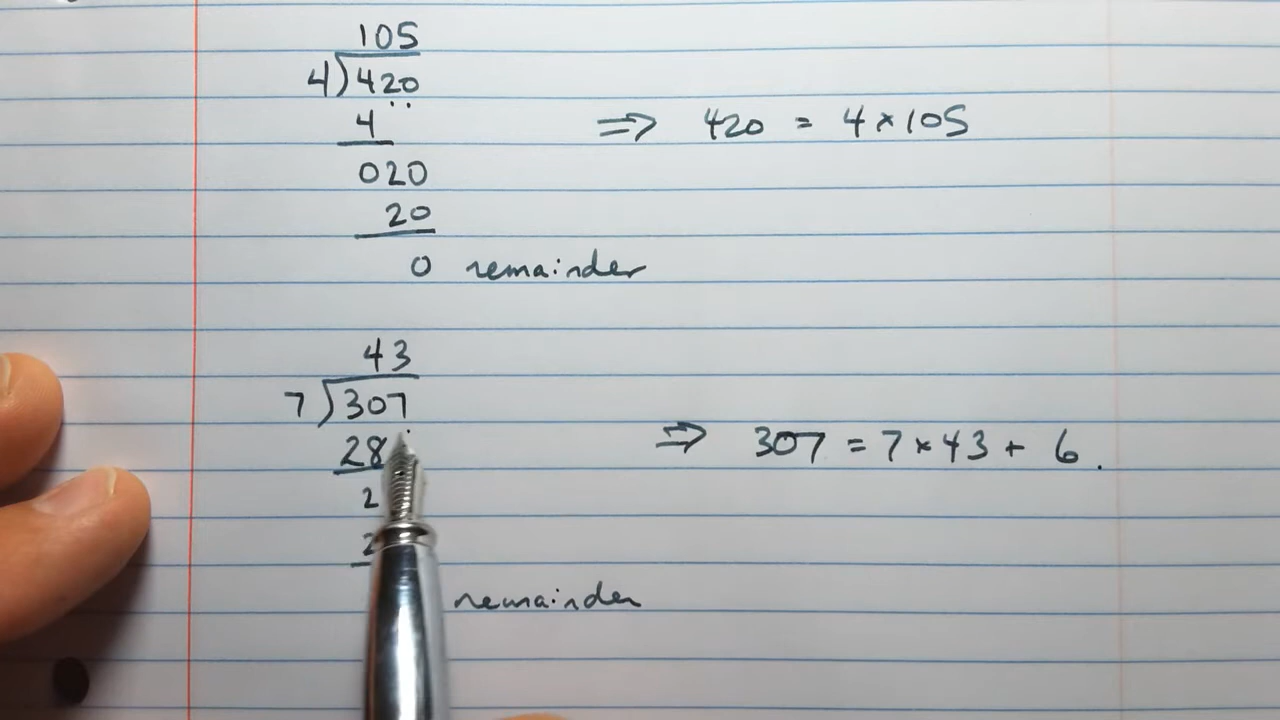 105
4)420
4
020
20
0 remainder
⇒ 420 = 4×105
43
7)307
28
2
2
remainder
⇒ 307 = 7×43 + 6.